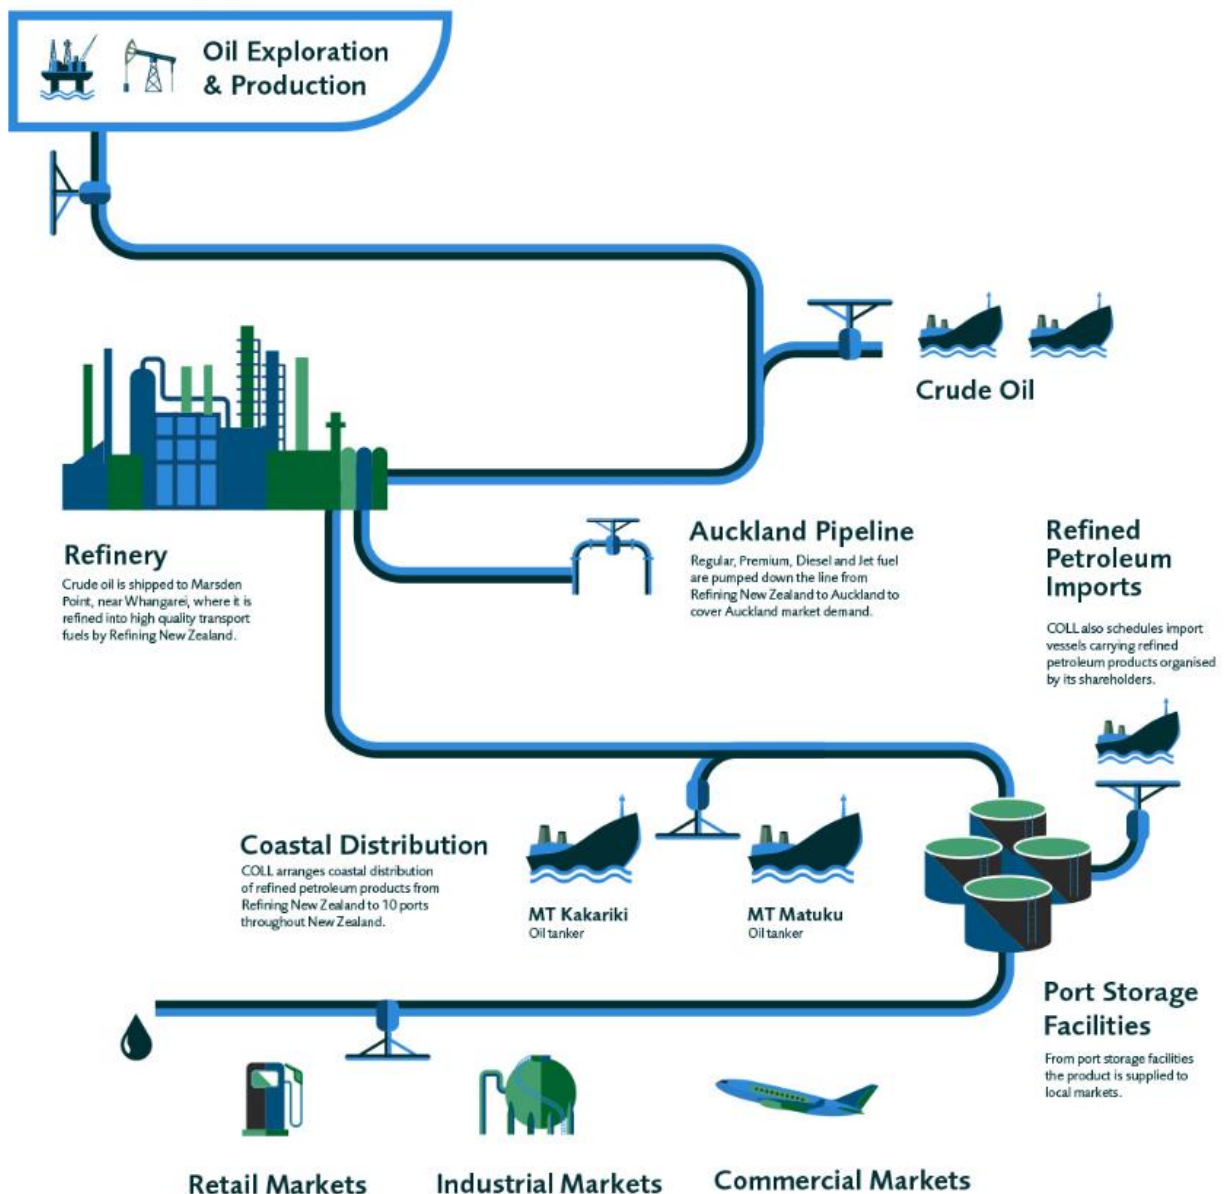 Oil Exploration
& Production
Crude Oil
Refinery
Crude oil is shipped to Marsden
Point, near Whangarei, where it is
refined into high quality transport
fuels by Refining New Zealand.
Auckland Pipeline
Regular, Premium, Diesel and Jet fuel
are pumped down the line from
Refining New Zealand to Auckland to
cover Auckland market demand.
Refined
Petroleum
Imports
COLL also schedules import
vessels carrying refined
petroleum products organised
by its shareholders.
Coastal Distribution
COLL arranges coastal distribution
of refined petroleum products from
Refining New Zealand to 10 ports
throughout New Zealand.
MT Kakariki
Oil tanker
MT Matuku
Oil tanker
Port Storage
Facilities
From port storage facilities
the product is supplied to
local markets.
Retail Markets
Industrial Markets
Commercial Markets